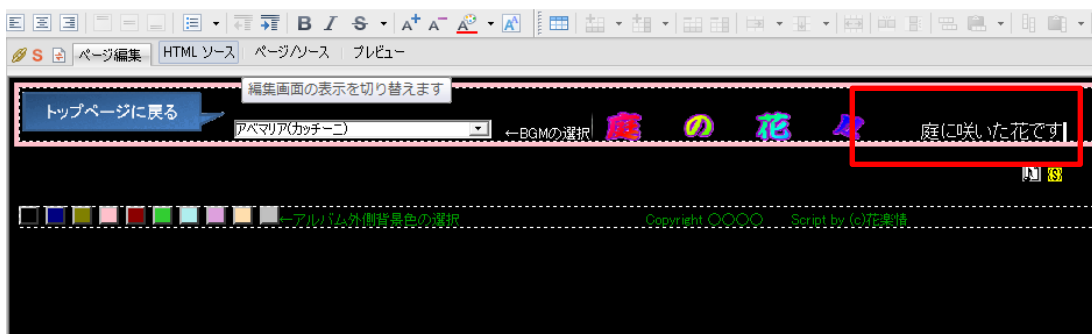 B I S A+ A- A A
S ページ編集 HTML ソース ページ/ソース プレビュー
編集画面の表示を切り替えます
トップページに戻る
アベマリア(カッチーニ) ←BGMの選択 庭 の 花 々 庭に咲いた花です
←アルバム外側背景色の選択 Copyright 〇〇〇〇 Script by (c)花楽情